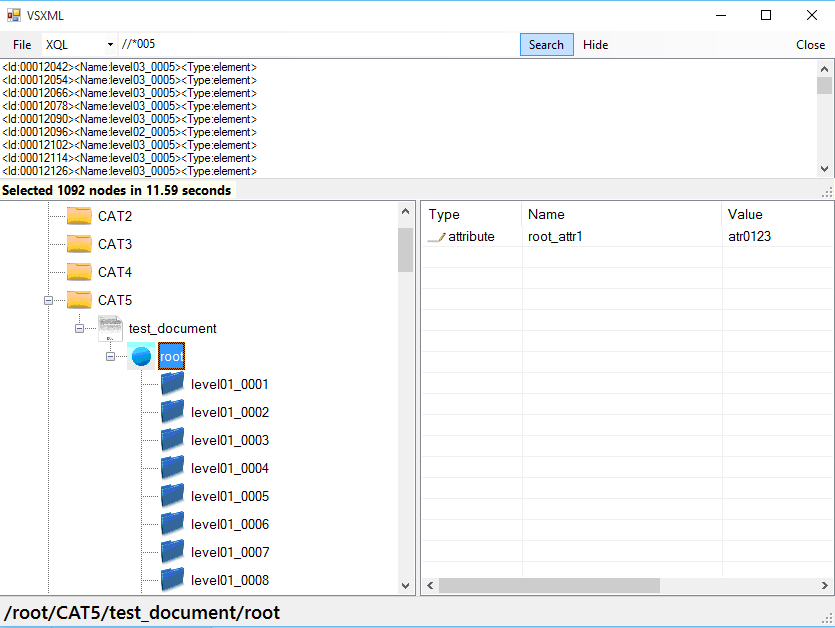 VSXML
File XQL //*005 Search Hide Close
<Id:00012042><Name:level03_0005><Type:element>
<Id:00012054><Name:level03_0005><Type:element>
<Id:00012066><Name:level03_0005><Type:element>
<Id:00012078><Name:level03_0005><Type:element>
<Id:00012090><Name:level03_0005><Type:element>
<Id:00012096><Name:level02_0005><Type:element>
<Id:00012102><Name:level03_0005><Type:element>
<Id:00012114><Name:level03_0005><Type:element>
<Id:00012126><Name:level03_0005><Type:element>
Selected 1092 nodes in 11.59 seconds
CAT2
CAT3
CAT4
CAT5
test_document
root
level01_0001
level01_0002
level01_0003
level01_0004
level01_0005
level01_0006
level01_0007
level01_0008
Type Name Value
attribute root_attr1 atr0123
/root/CAT5/test_document/root